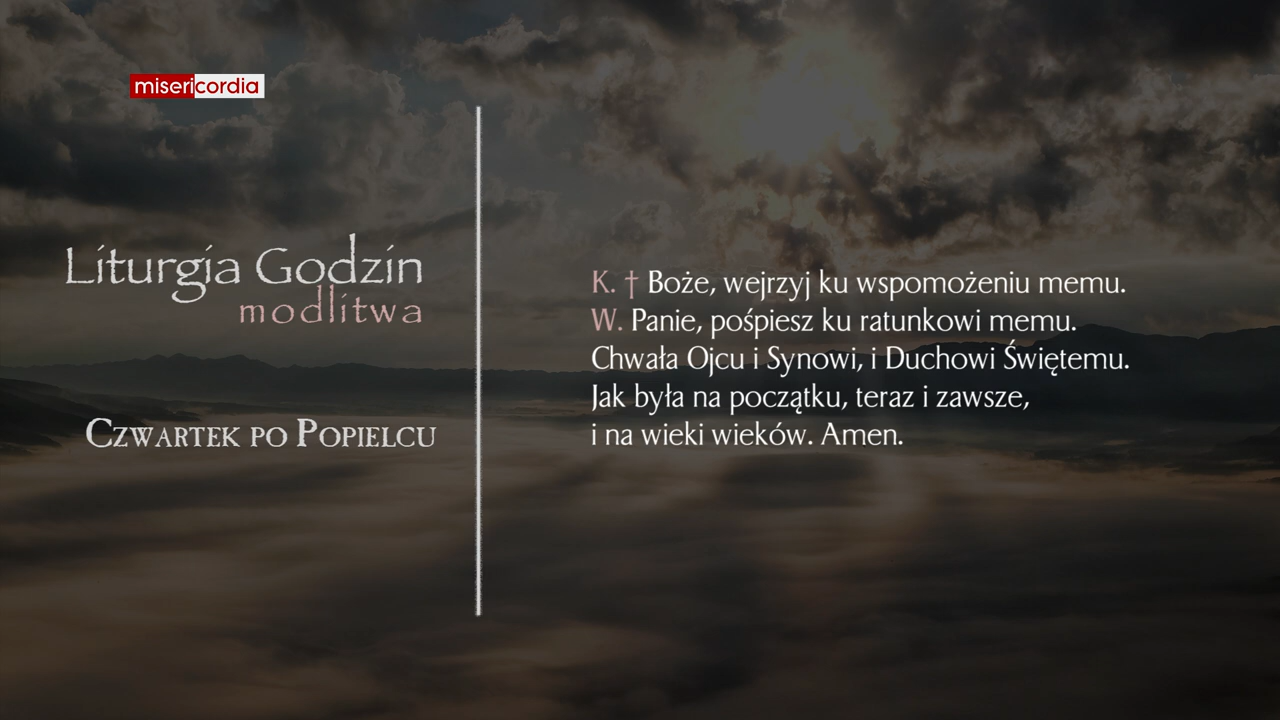 misericordia
Liturgia Godzin
modlitwa
Czwartek po Popielcu
K. † Boże, wejrzyj ku wspomożeniu memu.
W. Panie, pośpiesz ku ratunkowi memu.
Chwała Ojcu i Synowi, i Duchowi Świętemu.
Jak była na początku, teraz i zawsze,
i na wieki wieków. Amen.